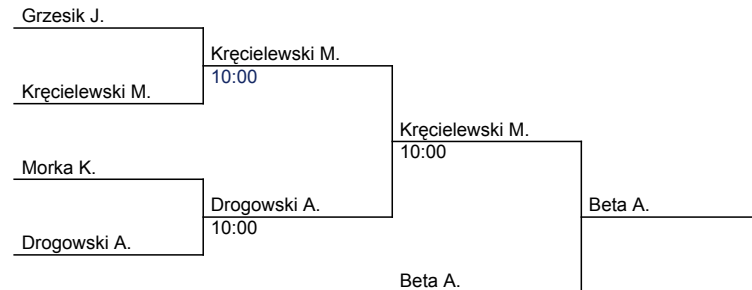 Grzesik J.
Kręcielewski M.
10:00
Kręcielewski M.
Kręcielewski M.
10:00
Morka K.
Drogowski A.
10:00
Beta A.
Drogowski A.
Beta A.